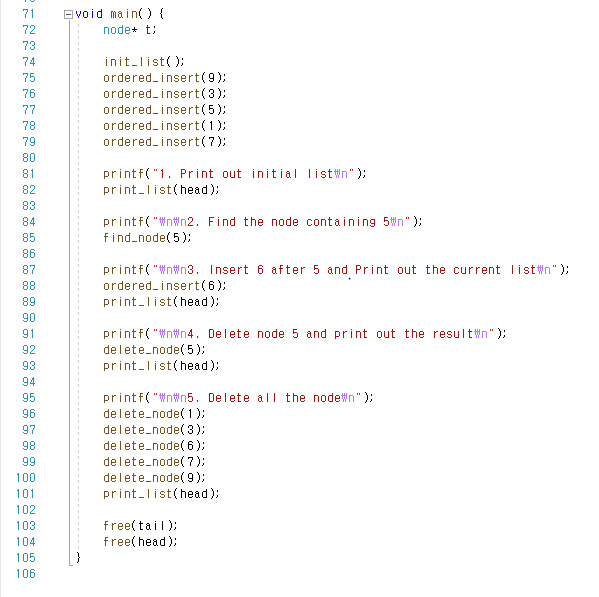 71 void main() {
72 node* t;
73
74 init_list();
75 ordered_insert(9);
76 ordered_insert(3);
77 ordered_insert(5);
78 ordered_insert(1);
79 ordered_insert(7);
80
81 printf("1. Print out initial list₩n");
82 print_list(head);
83
84 printf("₩n₩n2. Find the node containing 5₩n");
85 find_node(5);
86
87 printf("₩n₩n3. Insert 6 after 5 and Print out the current list₩n");
88 ordered_insert(6);
89 print_list(head);
90
91 printf("₩n₩n4. Delete node 5 and print out the result₩n");
92 delete_node(5);
93 print_list(head);
94
95 printf("₩n₩n5. Delete all the node₩n");
96 delete_node(1);
97 delete_node(3);
98 delete_node(6);
99 delete_node(7);
100 delete_node(9);
101 print_list(head);
102
103 free(tail);
104 free(head);
105 }
106